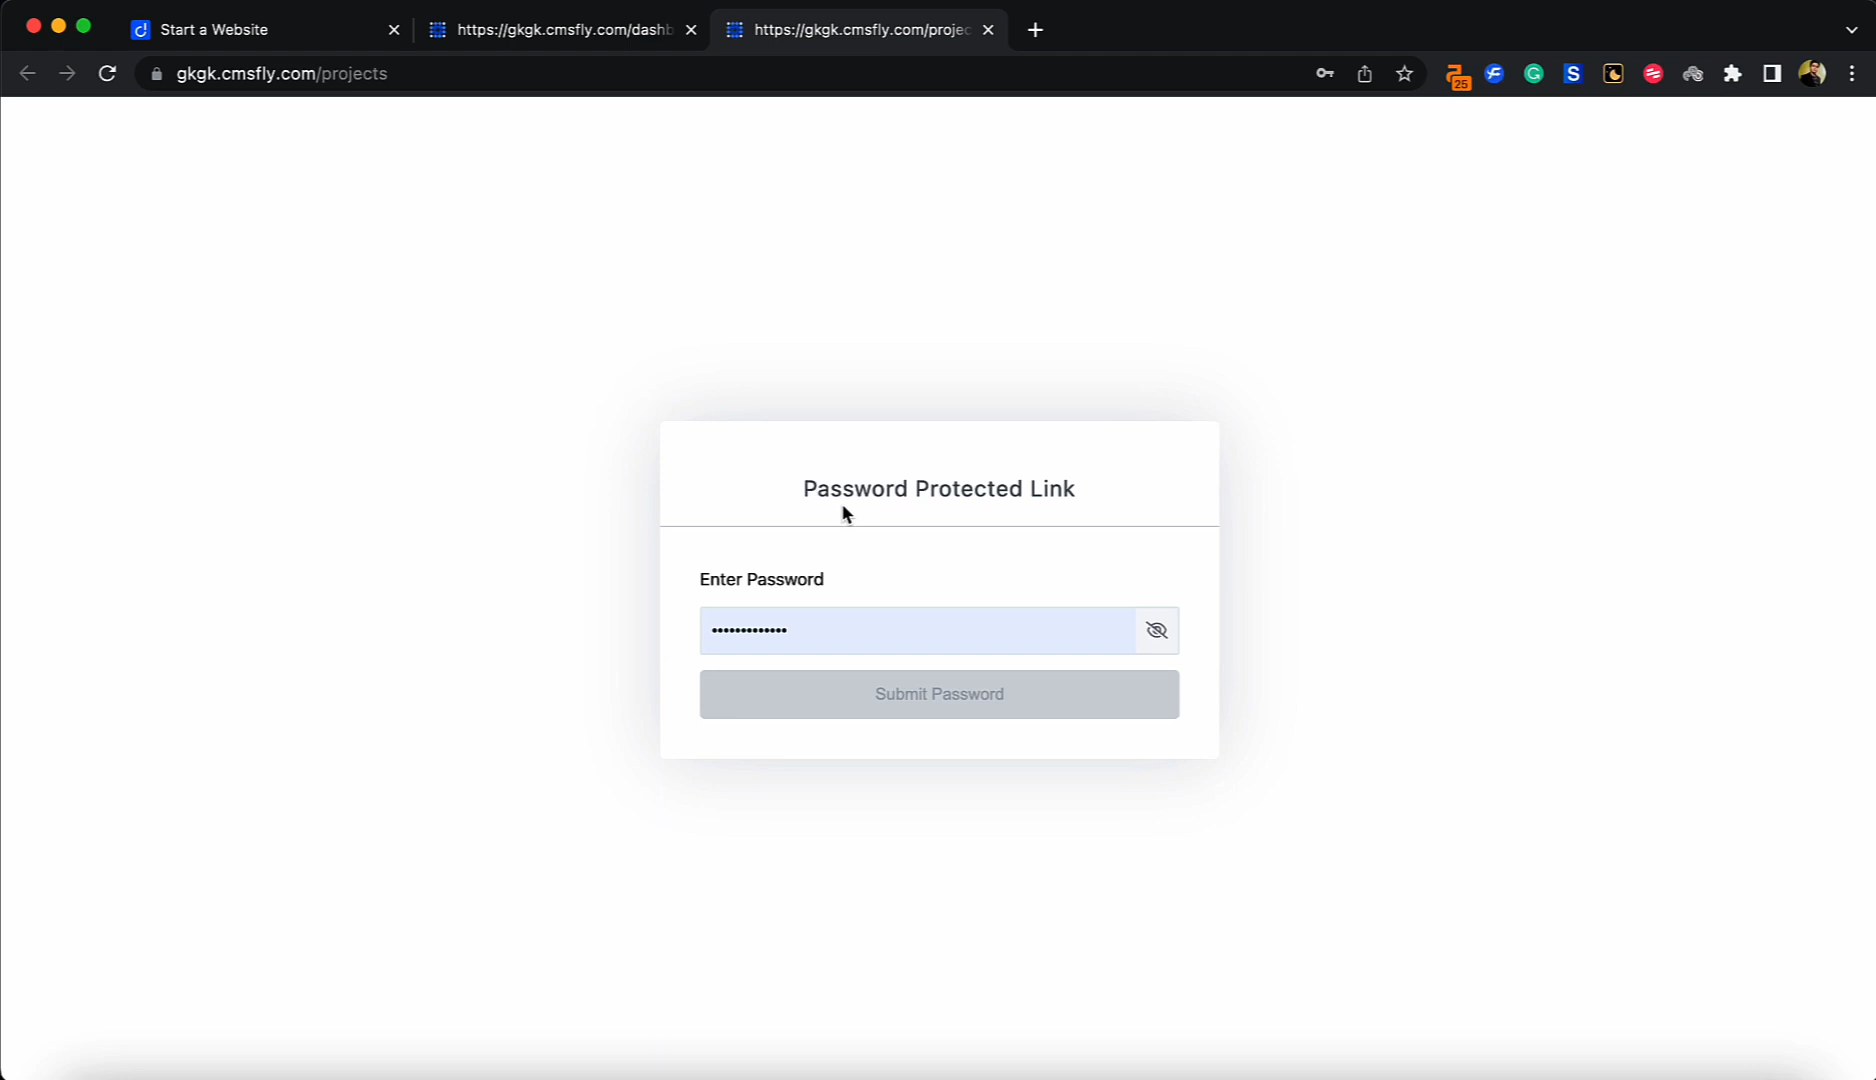 Start a Website
https://gkgk.cmsfly.com/dashb
https://gkgk.cmsfly.com/projec
gkgk.cmsfly.com/projects
25
S
Password Protected Link
Enter Password
•••••••••••••
Submit Password